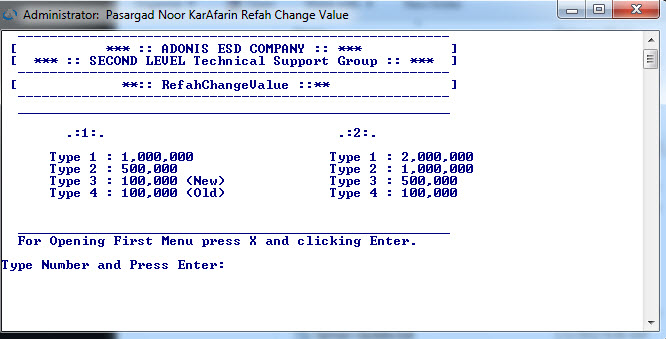 Administrator:  Pasargad Noor KarAfarin Refah Change Value
[ *** :: ADONIS ESD COMPANY :: *** ]
[ *** :: SECOND LEVEL Technical Support Group :: *** ]
[ **:: RefahChangeValue ::** ]
.:1:. .:2:.
Type 1 : 1,000,000 Type 1 : 2,000,000
Type 2 : 500,000 Type 2 : 1,000,000
Type 3 : 100,000 (New) Type 3 : 500,000
Type 4 : 100,000 (Old) Type 4 : 100,000
For Opening First Menu press X and clicking Enter.
Type Number and Press Enter: